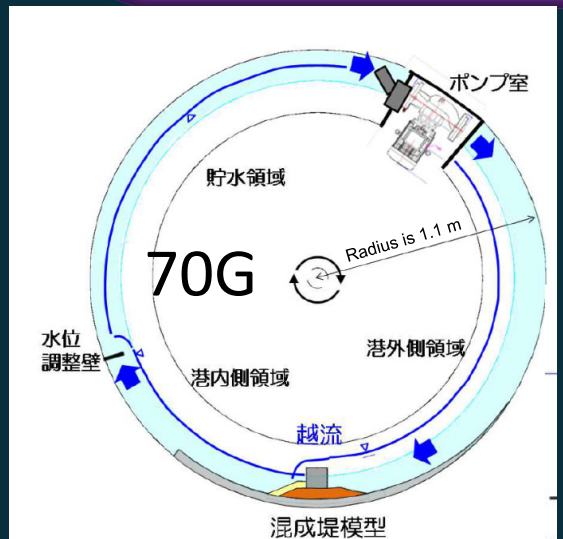 ポンプ室
貯水領域
Radius is 1.1 m
70G
水位
調整壁
港外側領域
港内側領域
越流
混成堤模型